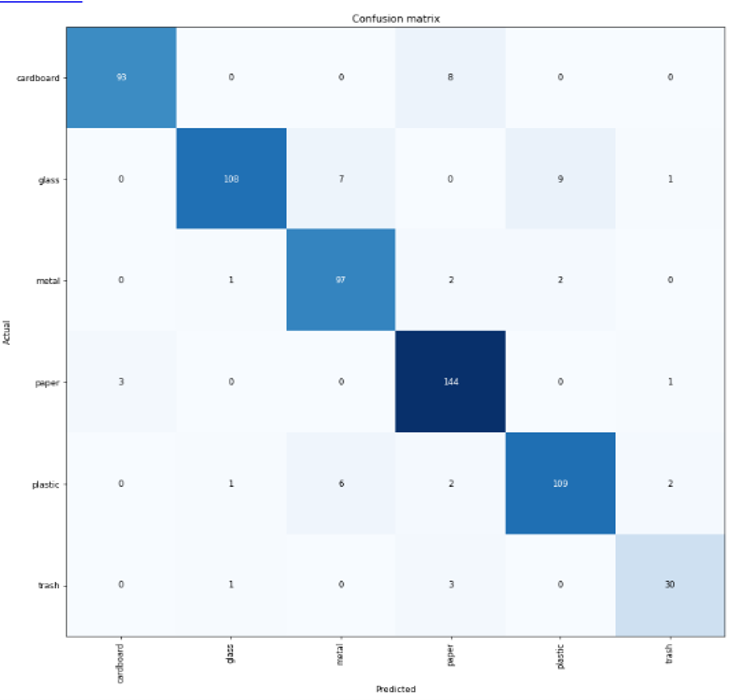 Confusion matrix
cardboard 93 0 0 8 0 0
glass 0 108 7 0 9 1
metal 0 1 97 2 2 0
paper 3 0 0 144 0 1
plastic 0 1 6 2 109 2
trash 0 1 0 3 0 30
Actual
cardboard glass metal paper plastic trash
Predicted